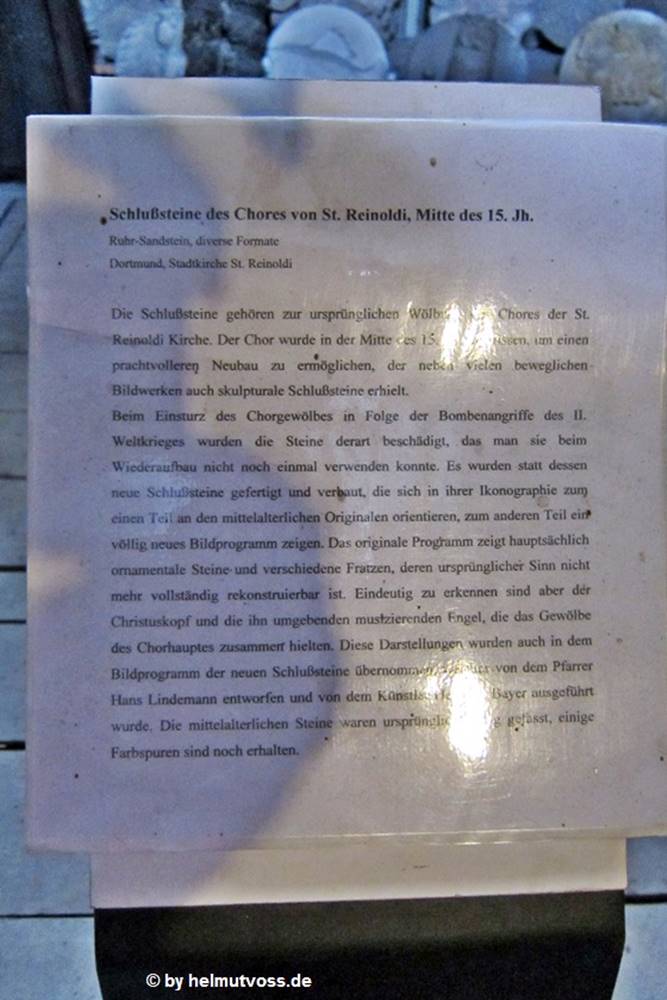 Schlußsteine des Chores von St. Reinoldi, Mitte des 15. Jh.
Ruhr-Sandstein, diverse Formate
Dortmund, Stadtkirche St. Reinoldi
Die Schlußsteine gehören zur ursprünglichen Chores der St.
Reinoldi Kirche. Der Chor wurde in der Mitte des 15. um einen
prachtvolleren Neubau zu ermöglichen, der neben vielen beweglichen
Bildwerken auch skulpturale Schlußsteine erhielt.
Beim Einsturz des Chorgewölbes in Folge der Bombenangriffe des II.
Weltkrieges wurden die Steine derart beschädigt, das man sie beim
Wiederaufbau nicht noch einmal verwenden konnte. Es wurden statt dessen
neue Schlußsteine gefertigt und verbaut, die sich in ihrer Ikonographie zum
einen Teil an den mittelalterlichen Originalen orientieren, zum anderen Teil ein
völlig neues Bildprogramm zeigen. Das originale Programm zeigt hauptsächlich
ornamentale Steine und verschiedene Fratzen, deren ursprünglicher Sinn nicht
mehr vollständig rekonstruierbar ist. Eindeutig zu erkennen sind aber der
Christuskopf und die ihn umgebenden musizierenden Engel, die das Gewölbe
des Chorhauptes zusammen hielten. Diese Darstellungen wurden auch in dem
Bildprogramm der neuen Schlußsteine von dem Pfarrer
Hans Lindemann entworfen und von dem Bayer ausgeführt
wurde. Die mittelalterlichen Steine waren gefasst, einige
Farbspuren sind noch erhalten.
© by helmutvoss.de